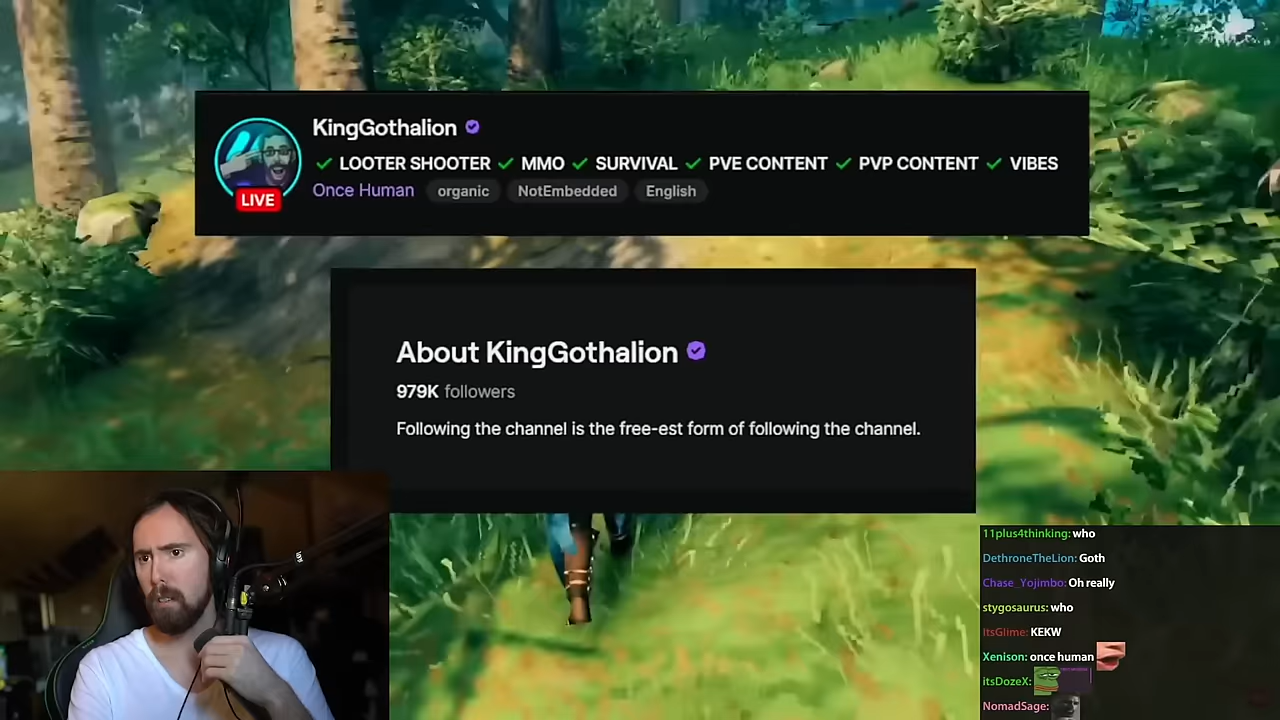 KingGothalion
LOOTER SHOOTER MMO SURVIVAL PVE CONTENT PVP CONTENT VIBES
Once Human organic NotEmbedded English
LIVE
About KingGothalion
979K followers
Following the channel is the free-est form of following the channel.
11plus4thinking: who
DethroneTheLion: Goth
Chase_Yojimbo: Oh really
stygosaurus: who
ItsGlime: KEKW
Xenison: once human
itsDozeX:
NomadSage: